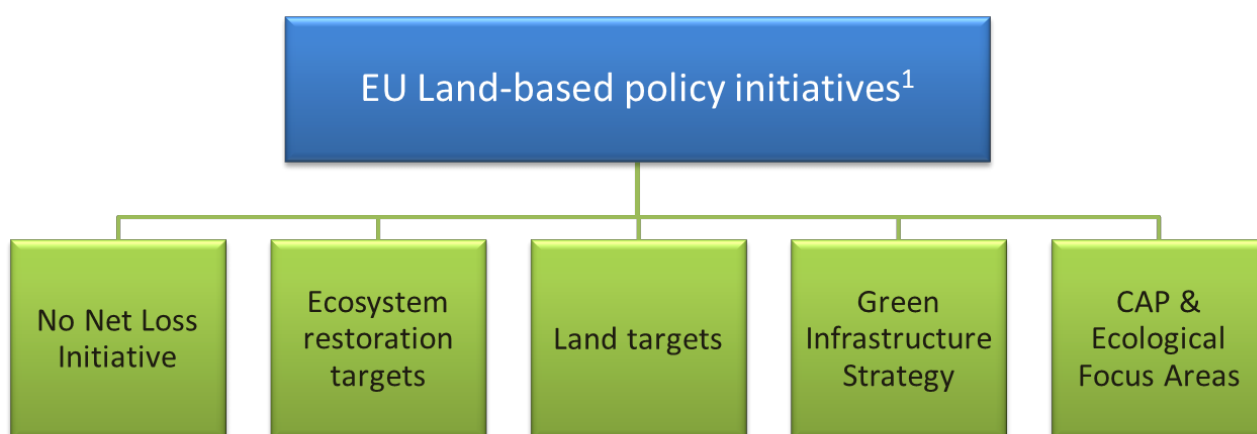 EU Land-based policy initiatives¹
No Net Loss
Initiative
Ecosystem
restoration
targets
Land targets
Green
Infrastructure
Strategy
CAP &
Ecological
Focus Areas